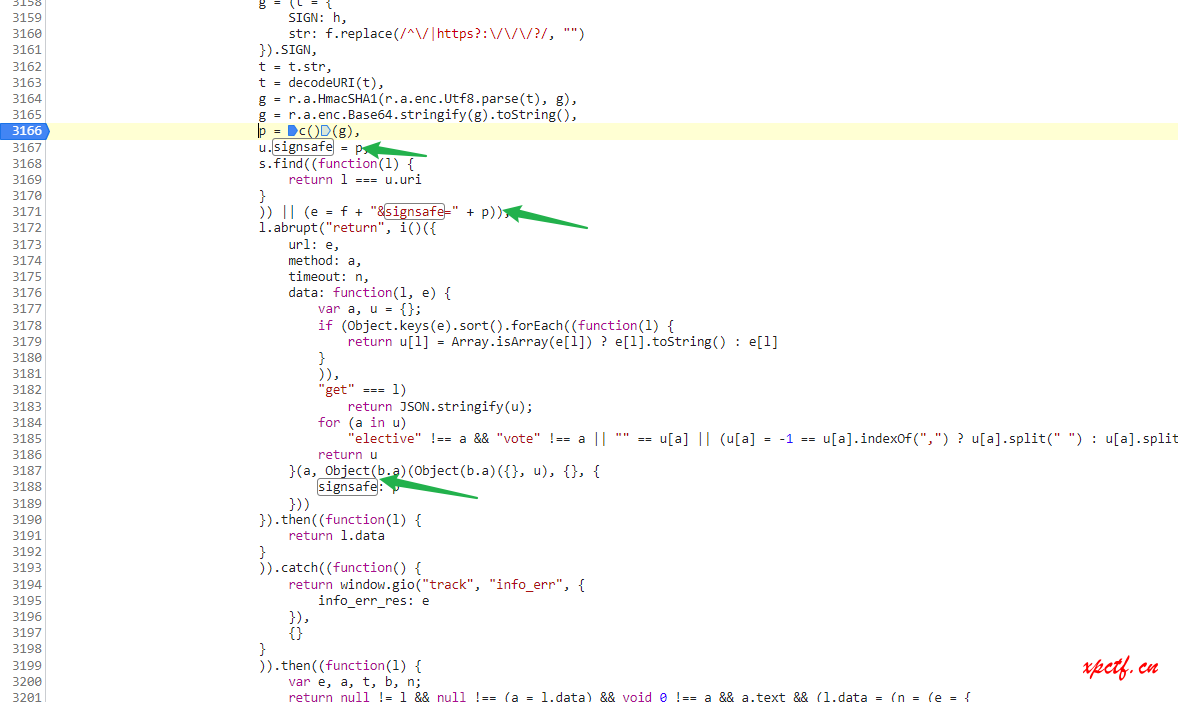 3158 g = (t = {
3159 SIGN: h,
3160 str: f.replace(/^\/|https?:\/\/\/?/, "")
3161 }).SIGN,
3162 t = t.str,
3163 t = decodeURI(t),
3164 g = r.a.HmacSHA1(r.a.enc.Utf8.parse(t), g),
3165 g = r.a.enc.Base64.stringify(g).toString(),
3166 p = c()(g),
3167 u.signsafe = p,
3168 s.find((function(l) {
3169 return l === u.uri
3170 }
3171 )) || (e = f + "&signsafe=" + p)),
3172 l.abrupt("return", i()({
3173 url: e,
3174 method: a,
3175 timeout: n,
3176 data: function(l, e) {
3177 var a, u = {};
3178 if (Object.keys(e).sort().forEach((function(l) {
3179 return u[l] = Array.isArray(e[l]) ? e[l].toString() : e[l]
3180 }
3181 )),
3182 "get" === l)
3183 return JSON.stringify(u);
3184 for (a in u)
3185 "elective" !== a && "vote" !== a || "" == u[a] || (u[a] = -1 == u[a].indexOf(",") ? u[a].split(" ") : u[a].split
3186 return u
3187 }(a, Object(b.a)(Object(b.a)({}, u), {}, {
3188 signsafe: p
3189 }))
3190 }).then((function(l) {
3191 return l.data
3192 }
3193 )).catch((function() {
3194 return window.gio("track", "info_err", {
3195 info_err_res: e
3196 }),
3197 {}
3198 }
3199 )).then((function(l) {
3200 var e, a, t, b, n;
3201 return null != l && null !== (a = l.data) && void 0 !== a && a.text && (l.data = (n = (e = {
xpctf.cn